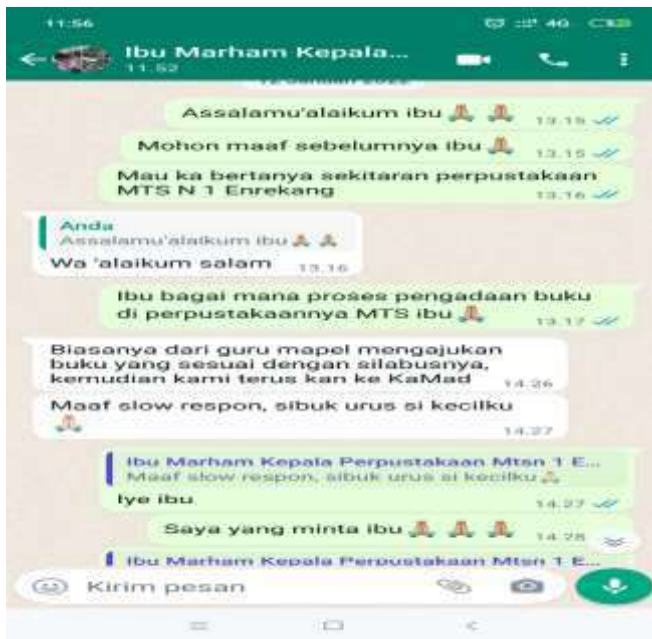 11:56
4G
Ibu Marham Kepala...
11.52
12 Januari 2022
Assalamu'alaikum ibu 🙏 🙏 13.15
Mohon maaf sebelumnya ibu 🙏 13.15
Mau ka bertanya sekitaran perpustakaan
MTS N 1 Enrekang 13.16
Anda
Assalamu'alaikum ibu 🙏 🙏
Wa 'alaikum salam 13.16
Ibu bagai mana proses pengadaan buku
di perpustakaannya MTS ibu 🙏 13.17
Biasanya dari guru mapel mengajukan
buku yang sesuai dengan silabusnya,
kemudian kami terus kan ke KaMad 14.26
Maaf slow respon, sibuk urus si kecilku
🙏 14.27
Ibu Marham Kepala Perpustakaan Mtsn 1 E...
Maaf slow respon, sibuk urus si kecilku 🙏
Iye ibu 14.27
Saya yang minta ibu 🙏 🙏 🙏 14.28
Ibu Marham Kepala Perpustakaan Mtsn 1 E...
Kirim pesan